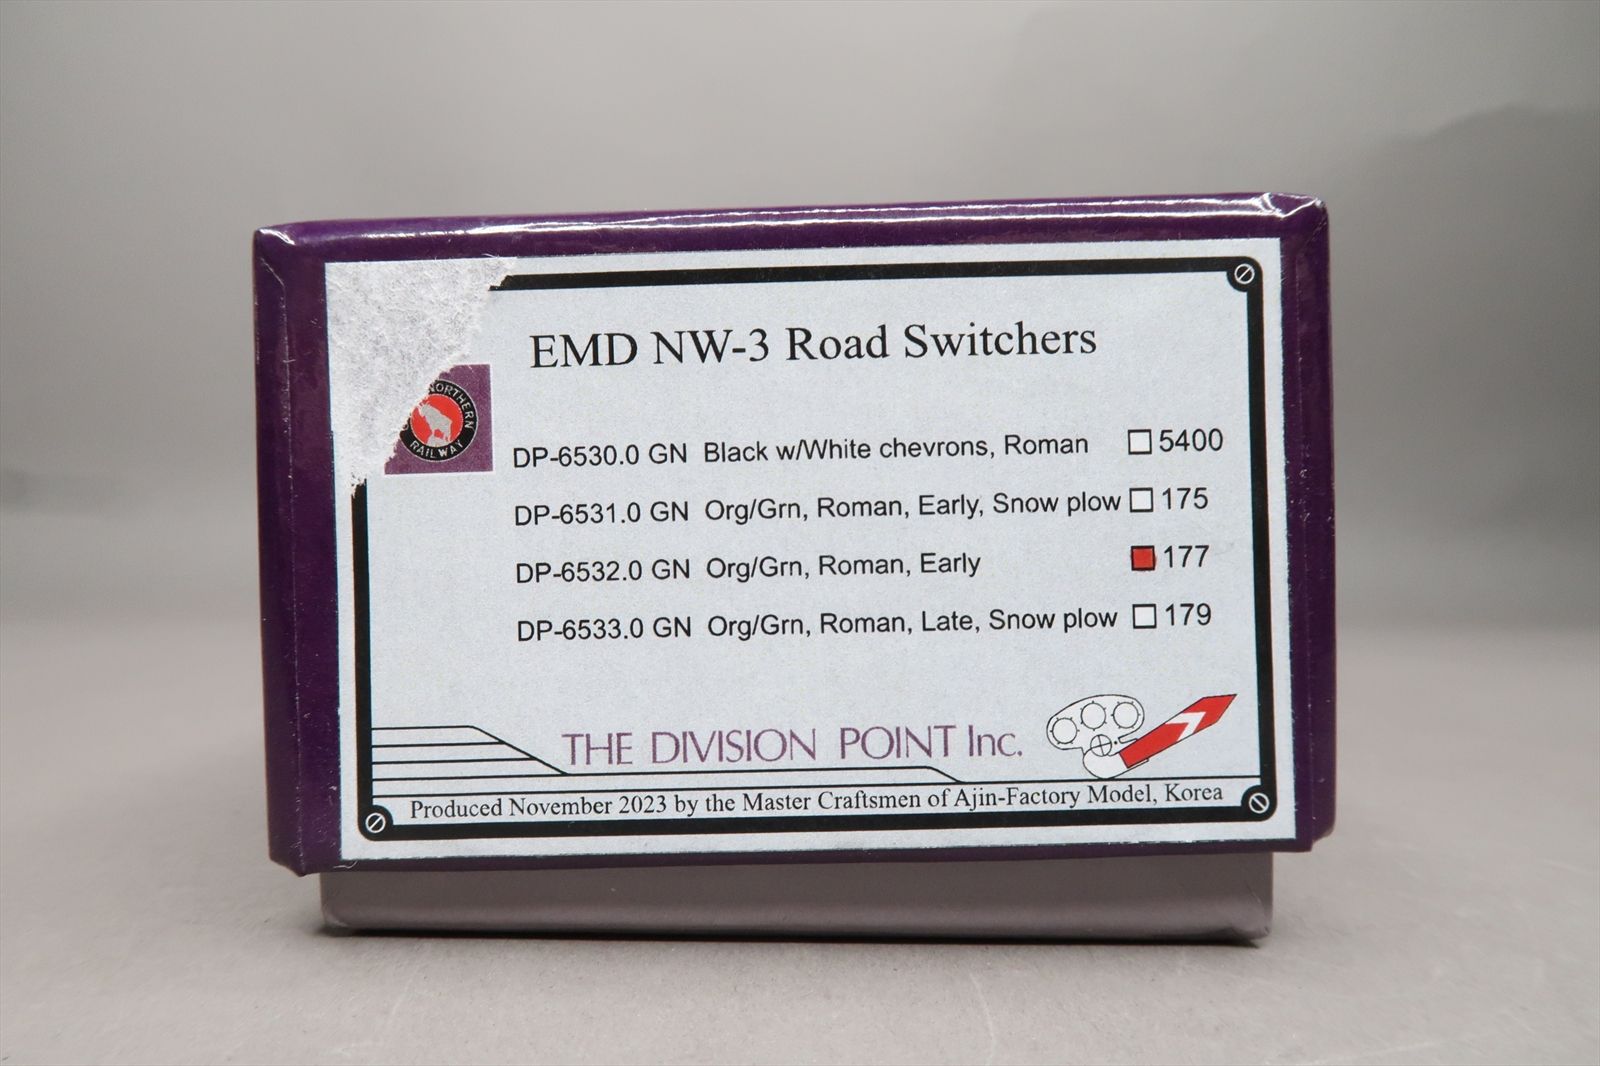 EMD NW-3 Road Switchers
NORTHERN
RAILWAY
DP-6530.0 GN Black w/White chevrons, Roman 5400
DP-6531.0 GN Org/Grn, Roman, Early, Snow plow 175
DP-6532.0 GN Org/Grn, Roman, Early 177
DP-6533.0 GN Org/Grn, Roman, Late, Snow plow 179
THE DIVISION POINT Inc.
Produced November 2023 by the Master Craftsmen of Ajin-Factory Model, Korea